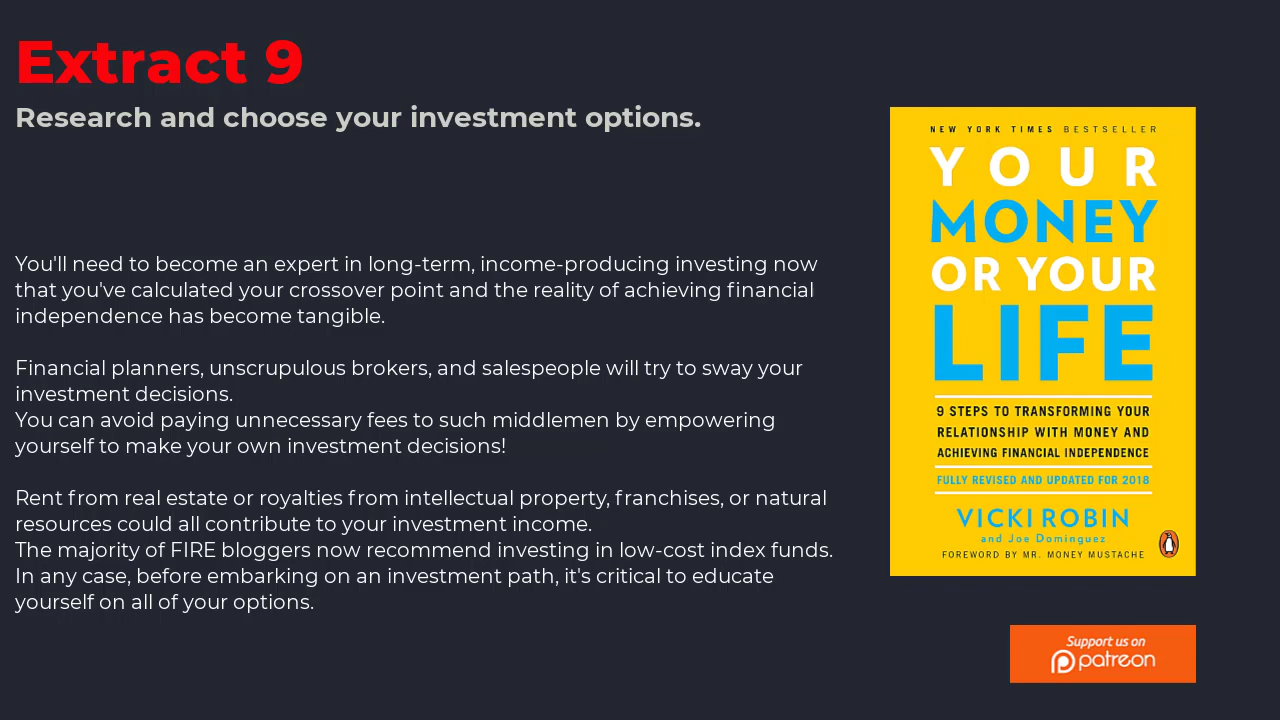 Extract 9
Research and choose your investment options.
You'll need to become an expert in long-term, income-producing investing now
that you've calculated your crossover point and the reality of achieving financial
independence has become tangible.
Financial planners, unscrupulous brokers, and salespeople will try to sway your
investment decisions.
You can avoid paying unnecessary fees to such middlemen by empowering
yourself to make your own investment decisions!
Rent from real estate or royalties from intellectual property, franchises, or natural
resources could all contribute to your investment income.
The majority of FIRE bloggers now recommend investing in low-cost index funds.
In any case, before embarking on an investment path, it's critical to educate
yourself on all of your options.
NEW YORK TIMES BESTSELLER
YOUR
MONEY
OR YOUR
LIFE
9 STEPS TO TRANSFORMING YOUR
RELATIONSHIP WITH MONEY AND
ACHIEVING FINANCIAL INDEPENDENCE
FULLY REVISED AND UPDATED FOR 2018
VICKI ROBIN
and Joe Dominguez
FOREWORD BY MR. MONEY MUSTACHE
Support us on
patreon